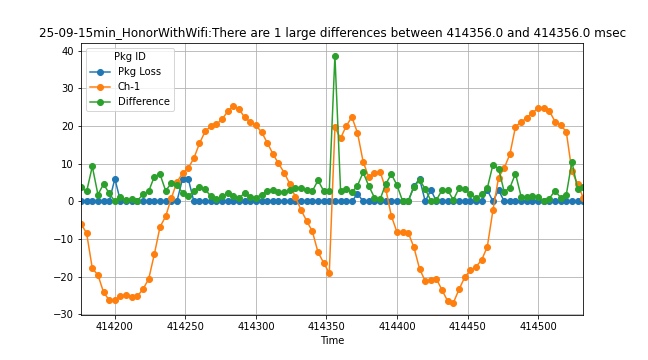 25-09-15min_HonorWithWifi:There are 1 large differences between 414356.0 and 414356.0 msec
Pkg ID
Pkg Loss
Ch-1
Difference
40
30
20
10
0
−10
−20
−30
414200 414250 414300 414350 414400 414450 414500
Time